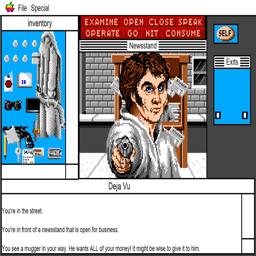 File Special
inventory
EXAMINE OPEN CLOSE SPEAK
OPERATE GO HIT CONSUME
SELF
Newsstand
Exits
Deja Vu
You're in the street.
You're in front of a newsstand that is open for business.
You see a mugger in your way. He wants ALL of your money! It might be wise to give it to him.